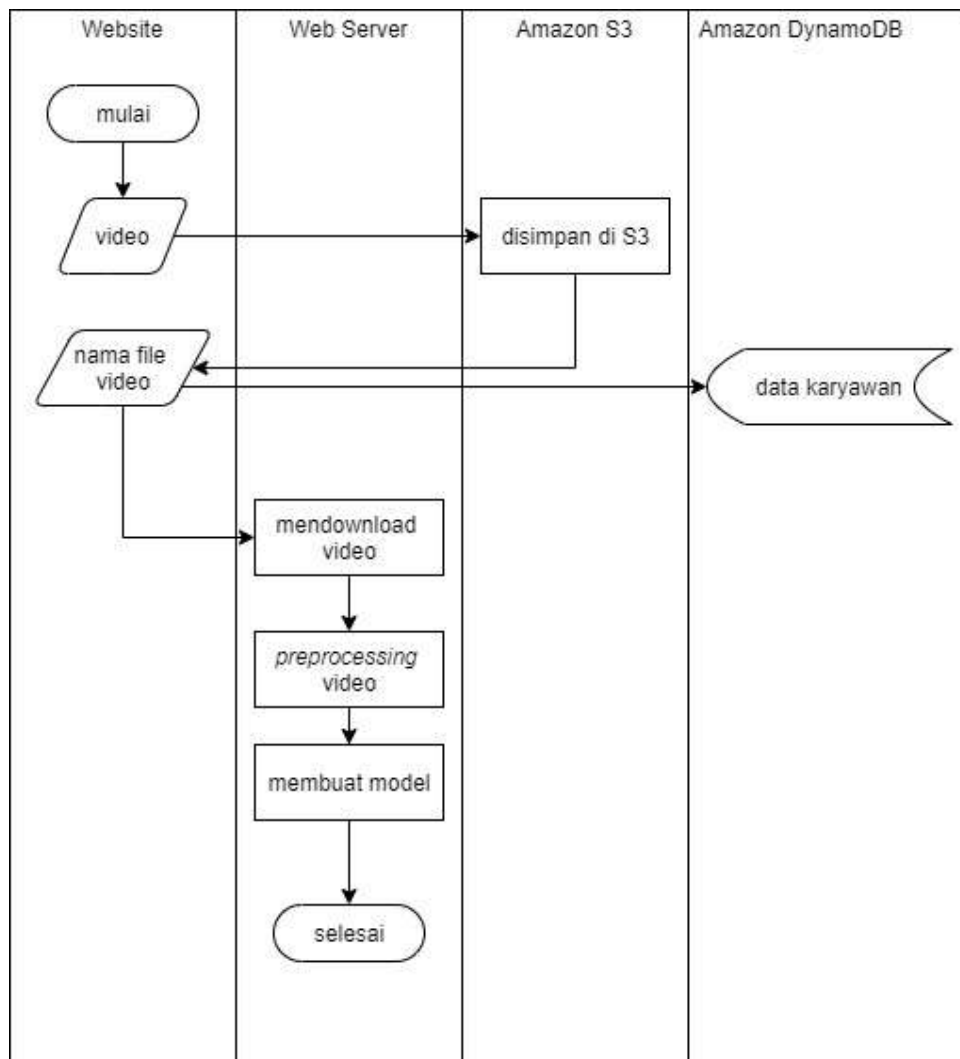 Website
Web Server
Amazon S3
Amazon DynamoDB
mulai
video
disimpan di S3
nama file
video
data karyawan
mendownload
video
preprocessing
video
membuat model
selesai